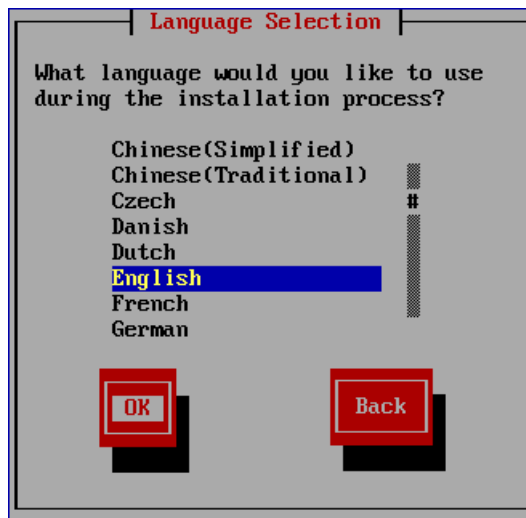 Language Selection
What language would you like to use
during the installation process?
Chinese(Simplified)
Chinese(Traditional)
Czech
#
Danish
Dutch
English
French
German
OK
Back